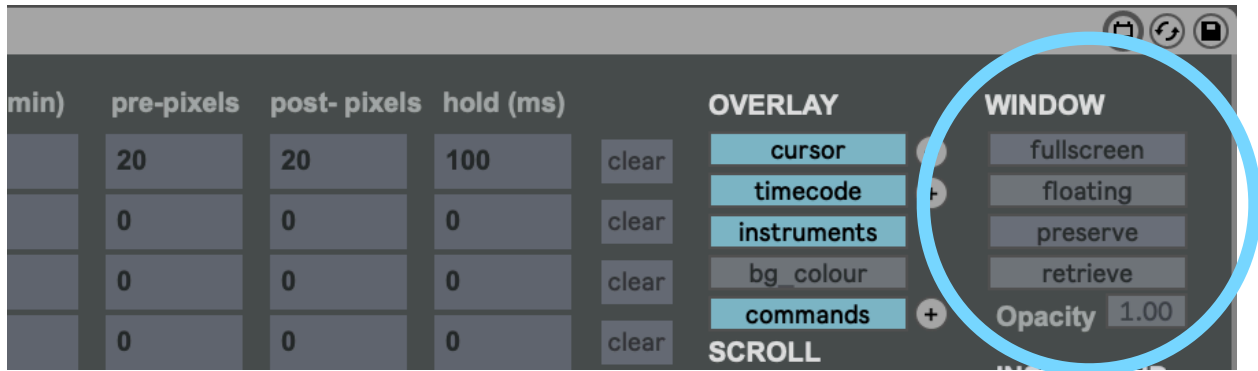 min) pre-pixels post- pixels hold (ms) OVERLAY WINDOW
20 20 100 clear cursor fullscreen
timecode + floating
0 0 0 clear instruments preserve
0 0 0 clear bg_colour retrieve
commands + Opacity 1.00
0 0 0 clear SCROLL